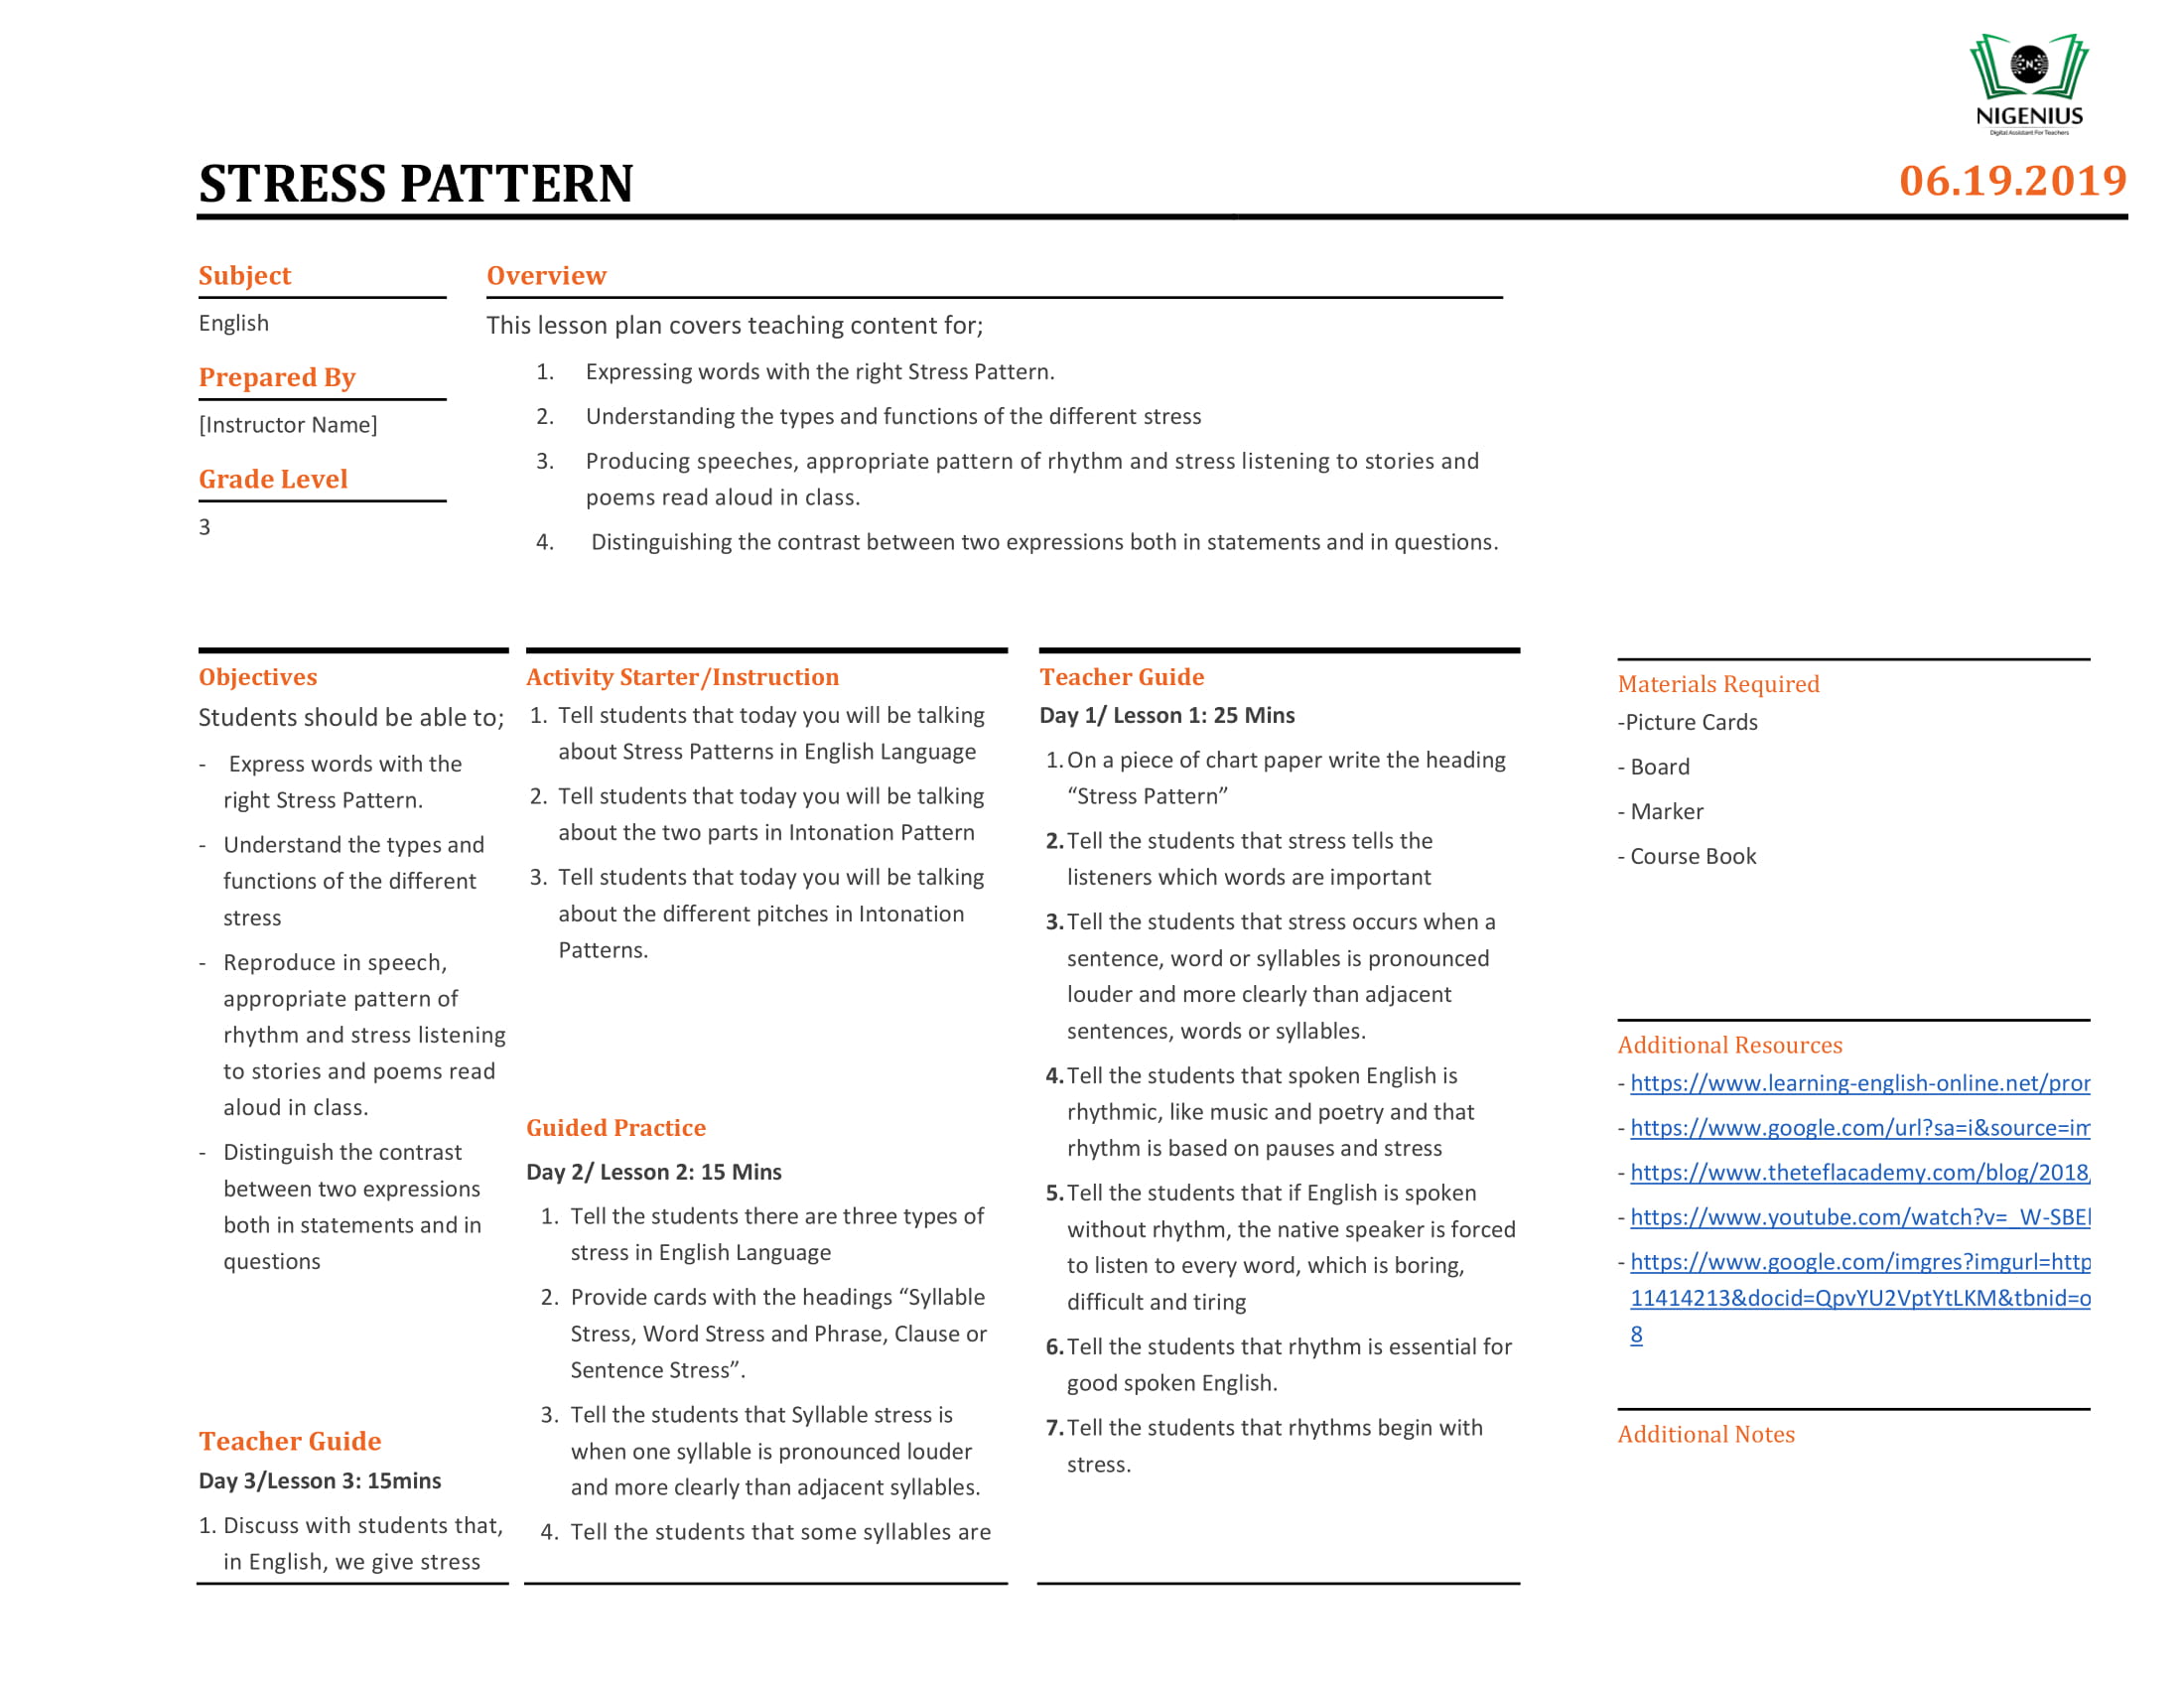 NIGENIUS
Digital Assistant For Teachers
STRESS PATTERN
06.19.2019
Subject
English
Prepared By
[Instructor Name]
Grade Level
3
Overview
This lesson plan covers teaching content for;
1. Expressing words with the right Stress Pattern.
2. Understanding the types and functions of the different stress
3. Producing speeches, appropriate pattern of rhythm and stress listening to stories and
poems read aloud in class.
4. Distinguishing the contrast between two expressions both in statements and in questions.
Objectives
Students should be able to;
- Express words with the
right Stress Pattern.
- Understand the types and
functions of the different
stress
- Reproduce in speech,
appropriate pattern of
rhythm and stress listening
to stories and poems read
aloud in class.
- Distinguish the contrast
between two expressions
both in statements and in
questions
Teacher Guide
Day 3/Lesson 3: 15mins
1. Discuss with students that,
in English, we give stress
Activity Starter/Instruction
1. Tell students that today you will be talking
about Stress Patterns in English Language
2. Tell students that today you will be talking
about the two parts in Intonation Pattern
3. Tell students that today you will be talking
about the different pitches in Intonation
Patterns.
Guided Practice
Day 2/ Lesson 2: 15 Mins
1. Tell the students there are three types of
stress in English Language
2. Provide cards with the headings “Syllable
Stress, Word Stress and Phrase, Clause or
Sentence Stress”.
3. Tell the students that Syllable stress is
when one syllable is pronounced louder
and more clearly than adjacent syllables.
4. Tell the students that some syllables are
Teacher Guide
Day 1/ Lesson 1: 25 Mins
1. On a piece of chart paper write the heading
“Stress Pattern”
2. Tell the students that stress tells the
listeners which words are important
3. Tell the students that stress occurs when a
sentence, word or syllables is pronounced
louder and more clearly than adjacent
sentences, words or syllables.
4. Tell the students that spoken English is
rhythmic, like music and poetry and that
rhythm is based on pauses and stress
5. Tell the students that if English is spoken
without rhythm, the native speaker is forced
to listen to every word, which is boring,
difficult and tiring
6. Tell the students that rhythm is essential for
good spoken English.
7. Tell the students that rhythms begin with
stress.
Materials Required
-Picture Cards
- Board
- Marker
- Course Book
Additional Resources
- https://www.learning-english-online.net/pror
- https://www.google.com/url?sa=i&source=im
- https://www.theteflacademy.com/blog/2018/
- https://www.youtube.com/watch?v=_W-SBEl
- https://www.google.com/imgres?imgurl=http
11414213&docid=QpvYU2VptYtLKM&tbnid=o
8
Additional Notes